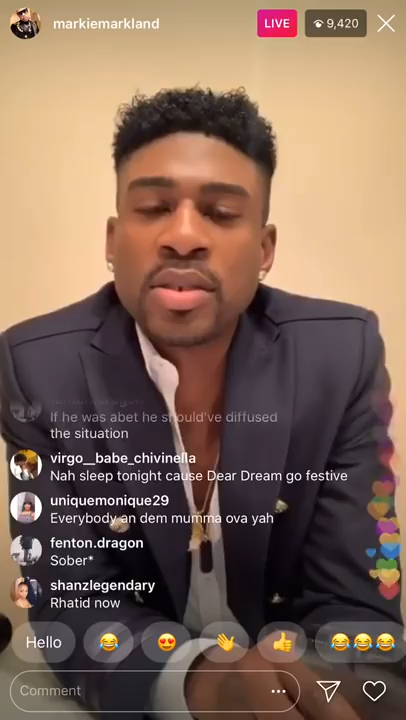 markiemarkland
LIVE
9,420
If he was abet he should've diffused
the situation
virgo__babe_chivinella
Nah sleep tonight cause Dear Dream go festive
uniquemonique29
Everybody an dem mumma ova yah
fenton.dragon
Sober*
shanzlegendary
Rhatid now
Hello
Comment